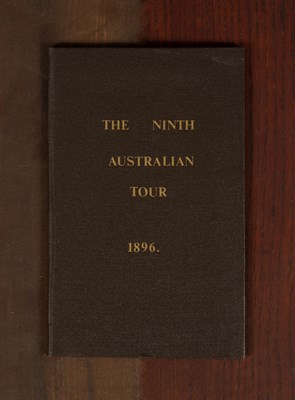 THE NINTH
AUSTRALIAN
TOUR
1896.